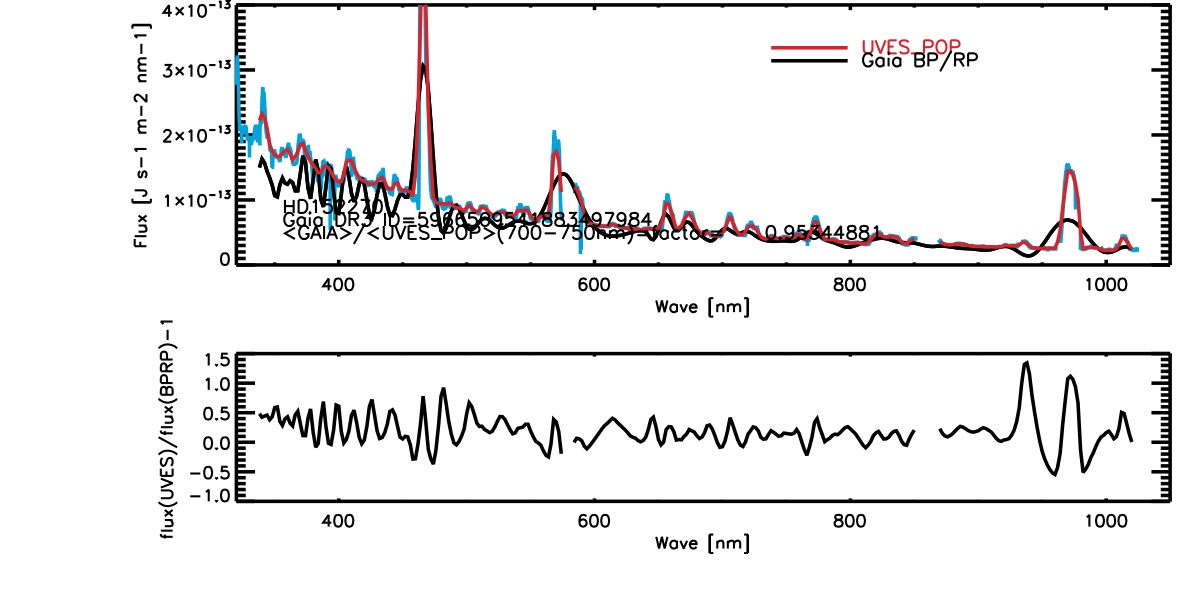 4×10−13
3×10−13
2×10−13
1×10−13
0
Flux [J s−1 m−2 nm−1]
UVES_POP
Gaia BP/RP
<GAIA>/<UVES_POP>(700−750nm)=factor=
400 600 800 1000
Wave [nm]
1.5
1.0
0.5
0.0
−0.5
−1.0
flux(UVES)/flux(BPRP)−1
400 600 800 1000
Wave [nm]